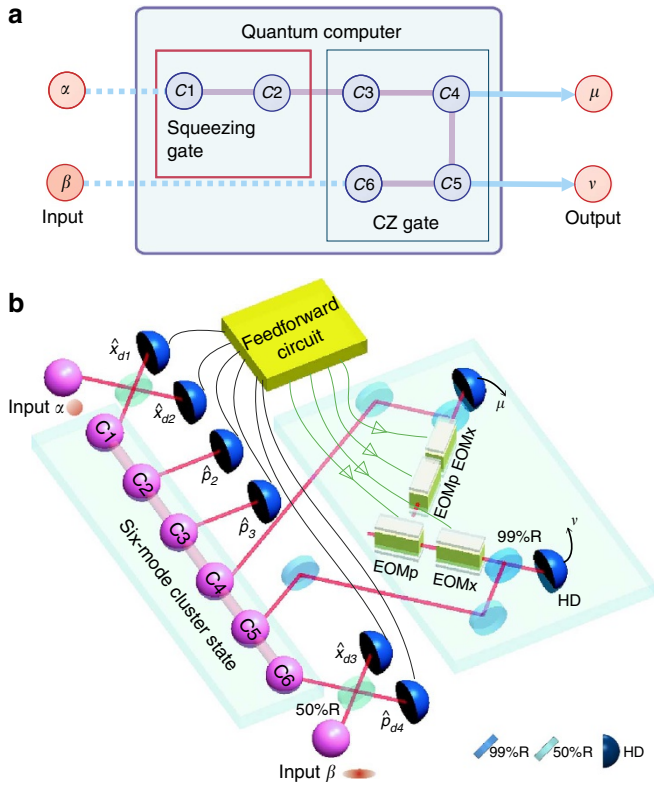 a
Quantum computer
α
C1
C2
C3
C4
μ
Squeezing
gate
β
C6
C5
ν
Input
CZ gate
Output
b
Feedforward
circuit
x̂d1
Input α
x̂d2
μ
C1
p̂2
EOMp EOMx
C2
p̂3
C3
ν
99%R
EOMp
EOMx
C4
HD
Six-mode cluster state
C5
x̂d3
C6
50%R
p̂d4
Input β
99%R
50%R
HD